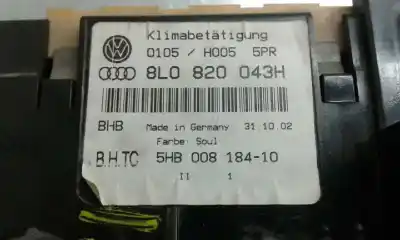 Klimabetätigung
0105 / H005 5PR
8L0 820 043H
BHB Made in Germany 31.10.02
Farbe: Soul
B.H.TC 5HB 008 184-10
II 1